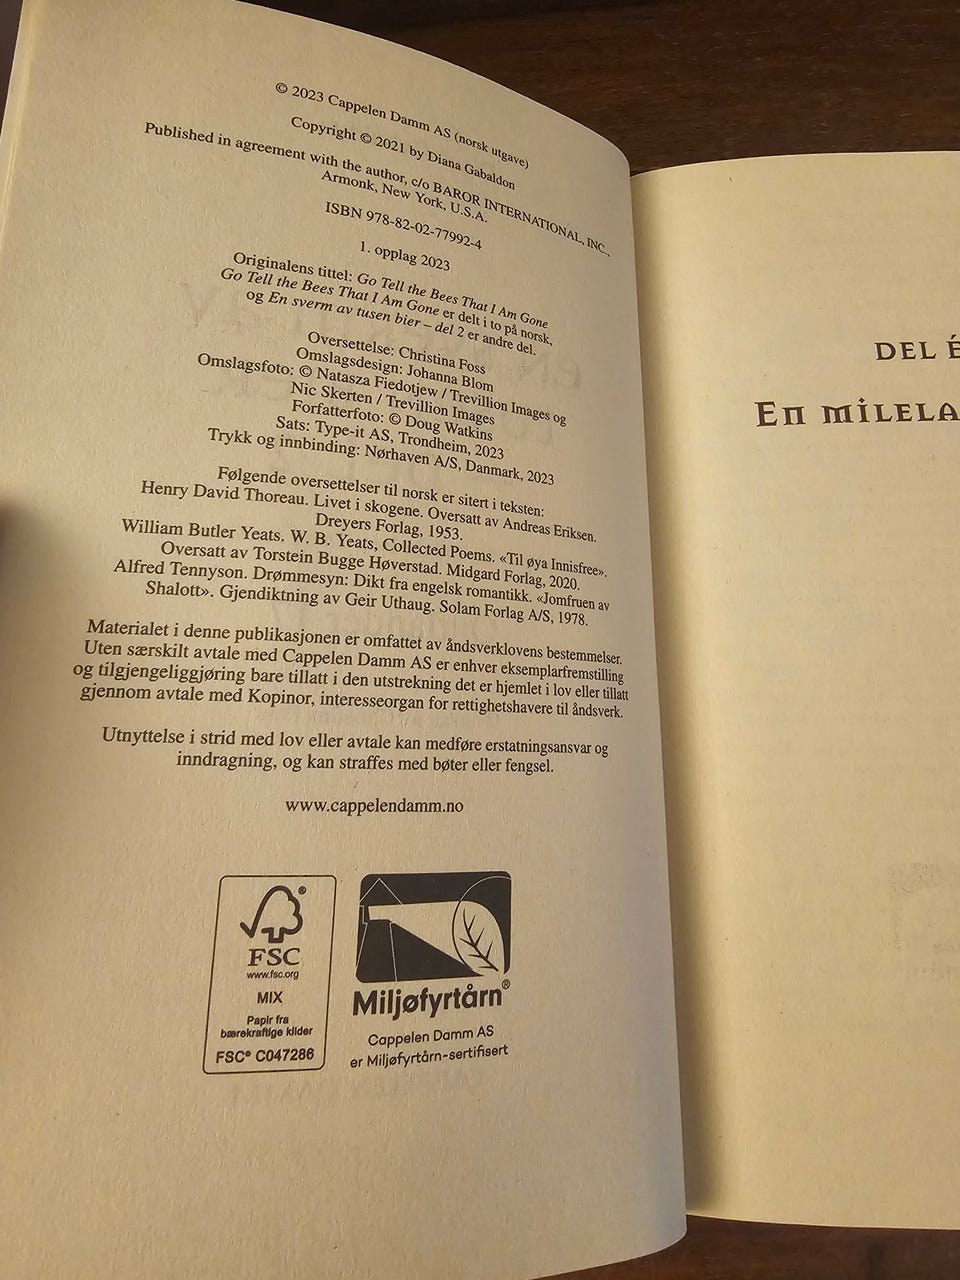 © 2023 Cappelen Damm AS (norsk utgave)
Copyright © 2021 by Diana Gabaldon
Published in agreement with the author, c/o BAROR INTERNATIONAL, INC.,
Armonk, New York, U.S.A.
ISBN 978-82-02-77992-4
1. opplag 2023
Originalens tittel: Go Tell the Bees That I Am Gone
Go Tell the Bees That I Am Gone er delt i to på norsk,
og En sverm av tusen bier – del 2 er andre del.
Oversettelse: Christina Foss
Omslagsdesign: Johanna Blom
Omslagsfoto: © Natasza Fiedotjew / Trevillion Images og
Nic Skerten / Trevillion Images
Forfatterfoto: © Doug Watkins
Sats: Type-it AS, Trondheim, 2023
Trykk og innbinding: Nørhaven A/S, Danmark, 2023
Følgende oversettelser til norsk er sitert i teksten:
Henry David Thoreau. Livet i skogene. Oversatt av Andreas Eriksen.
Dreyers Forlag, 1953.
William Butler Yeats. W. B. Yeats, Collected Poems. «Til øya Innisfree».
Oversatt av Torstein Bugge Høverstad. Midgard Forlag, 2020.
Alfred Tennyson. Drømmesyn: Dikt fra engelsk romantikk. «Jomfruen av
Shalott». Gjendiktning av Geir Uthaug. Solam Forlag A/S, 1978.
Materialet i denne publikasjonen er omfattet av åndsverklovens bestemmelser.
Uten særskilt avtale med Cappelen Damm AS er enhver eksemplarfremstilling
og tilgjengeliggjøring bare tillatt i den utstrekning det er hjemlet i lov eller tillatt
gjennom avtale med Kopinor, interesseorgan for rettighetshavere til åndsverk.
Utnyttelse i strid med lov eller avtale kan medføre erstatningsansvar og
inndragning, og kan straffes med bøter eller fengsel.
www.cappelendamm.no
FSC
www.fsc.org
MIX
Papir fra
bærekraftige kilder
FSC® C047286
Miljøfyrtårn®
Cappelen Damm AS
er Miljøfyrtårn-sertifisert
DEL É
En milela